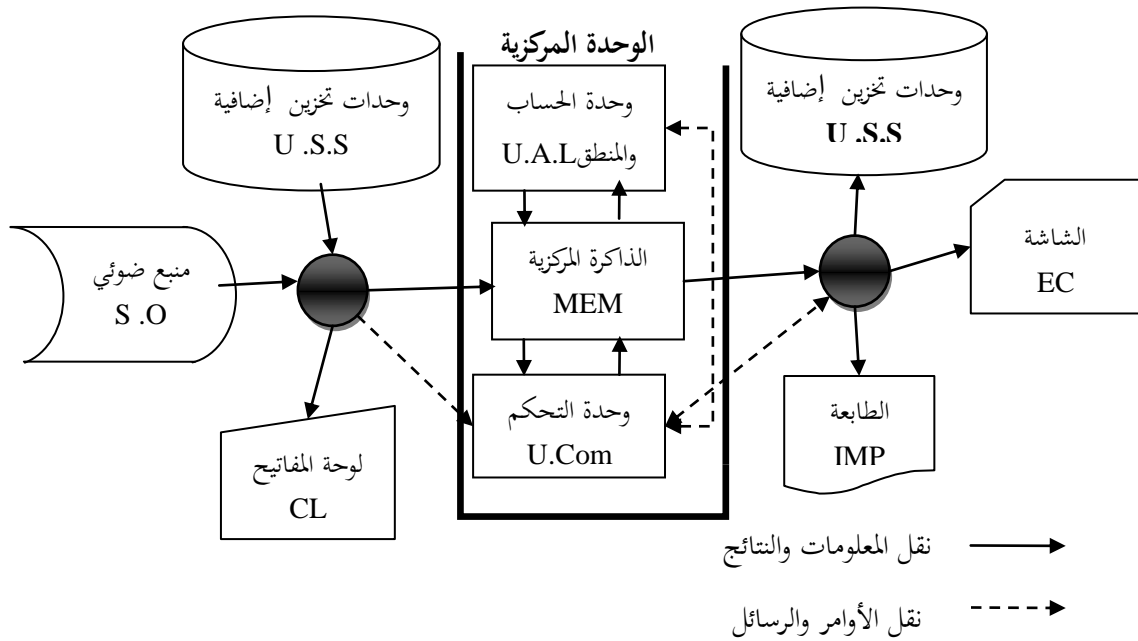 الوحدة المركزية
وحدات تخزين إضافية
U .S.S
وحدة الحساب
والمنطقU.A.L
وحدات تخزين إضافية
U .S.S
منبع ضوئي
S .O
الذاكرة المركزية
MEM
الشاشة
EC
لوحة المفاتيح
CL
وحدة التحكم
U.Com
الطابعة
IMP
نقل المعلومات والنتائج
نقل الأوامر والرسائل